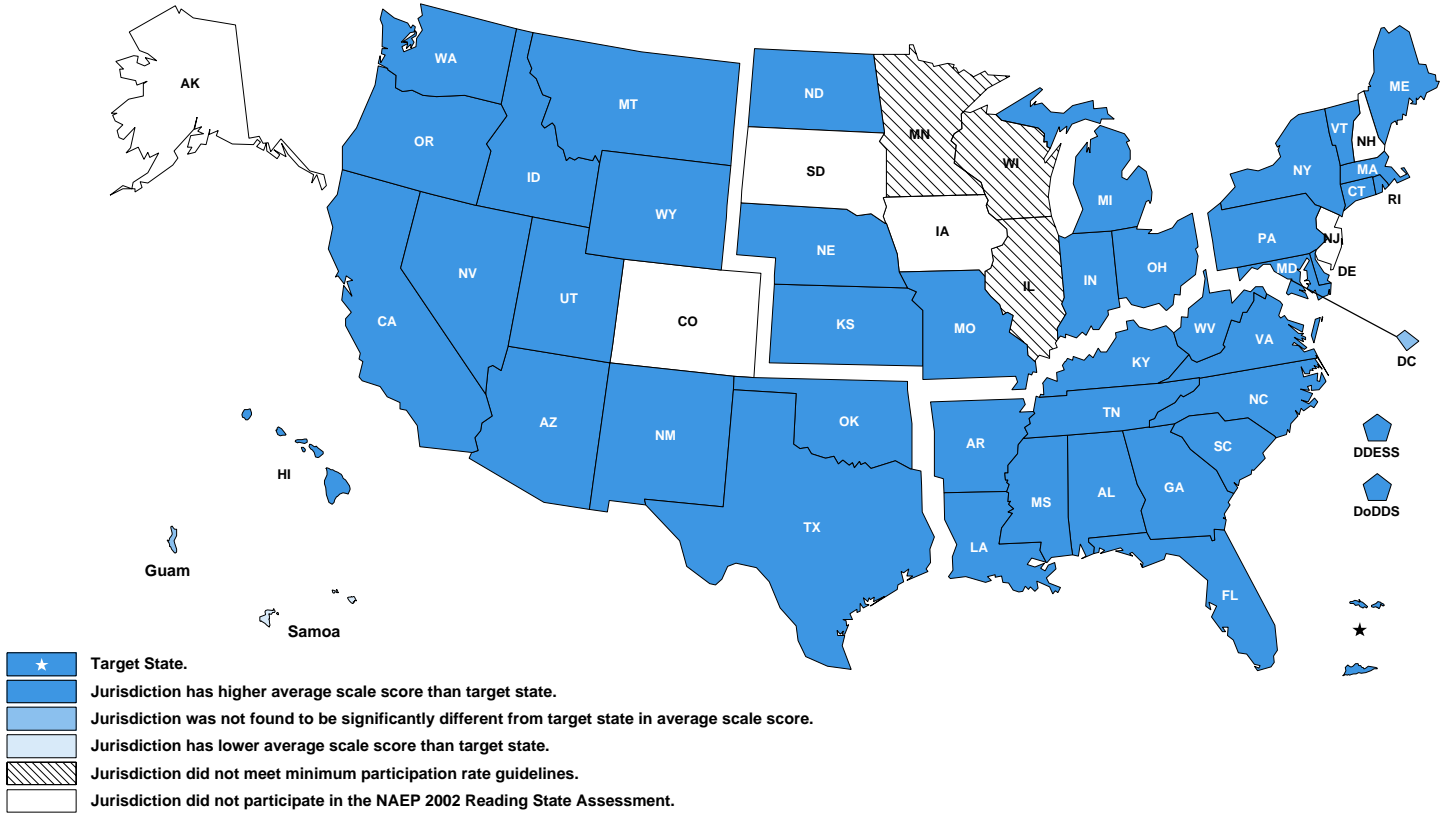 WA
AK
ME
ND
MT
VT
MN
OR
NH
WI
MA
SD
NY
ID
CT
RI
MI
WY
IA
PA
NJ
NE
OH
MD
DE
NV
IN
IL
UT
CA
CO
KS
MO
WV
VA
DC
KY
NC
TN
AZ
OK
NM
AR
SC
DDESS
HI
GA
MS
AL
DoDDS
TX
LA
Guam
FL
Samoa
Target State.
Jurisdiction has higher average scale score than target state.
Jurisdiction was not found to be significantly different from target state in average scale score.
Jurisdiction has lower average scale score than target state.
Jurisdiction did not meet minimum participation rate guidelines.
Jurisdiction did not participate in the NAEP 2002 Reading State Assessment.